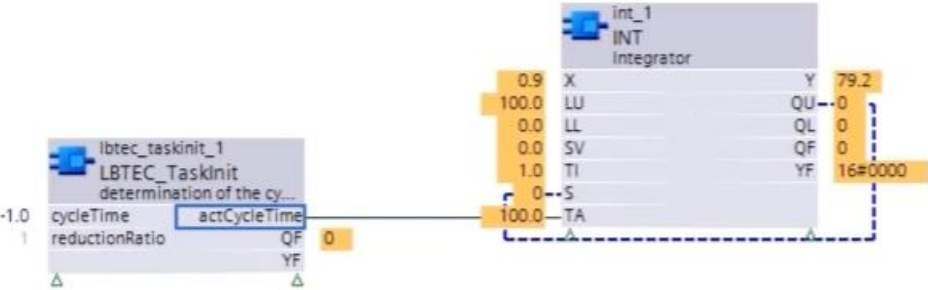 int_1
INT
Integrator
0.9 X Y 79.2
100.0 LU QU 0
0.0 LL QL 0
0.0 SV QF 0
1.0 TI YF 16#0000
0 S
100.0 TA
lbtec_taskinit_1
LBTEC_TaskInit
determination of the cy...
-1.0 cycleTime actCycleTime
1 reductionRatio QF 0
YF